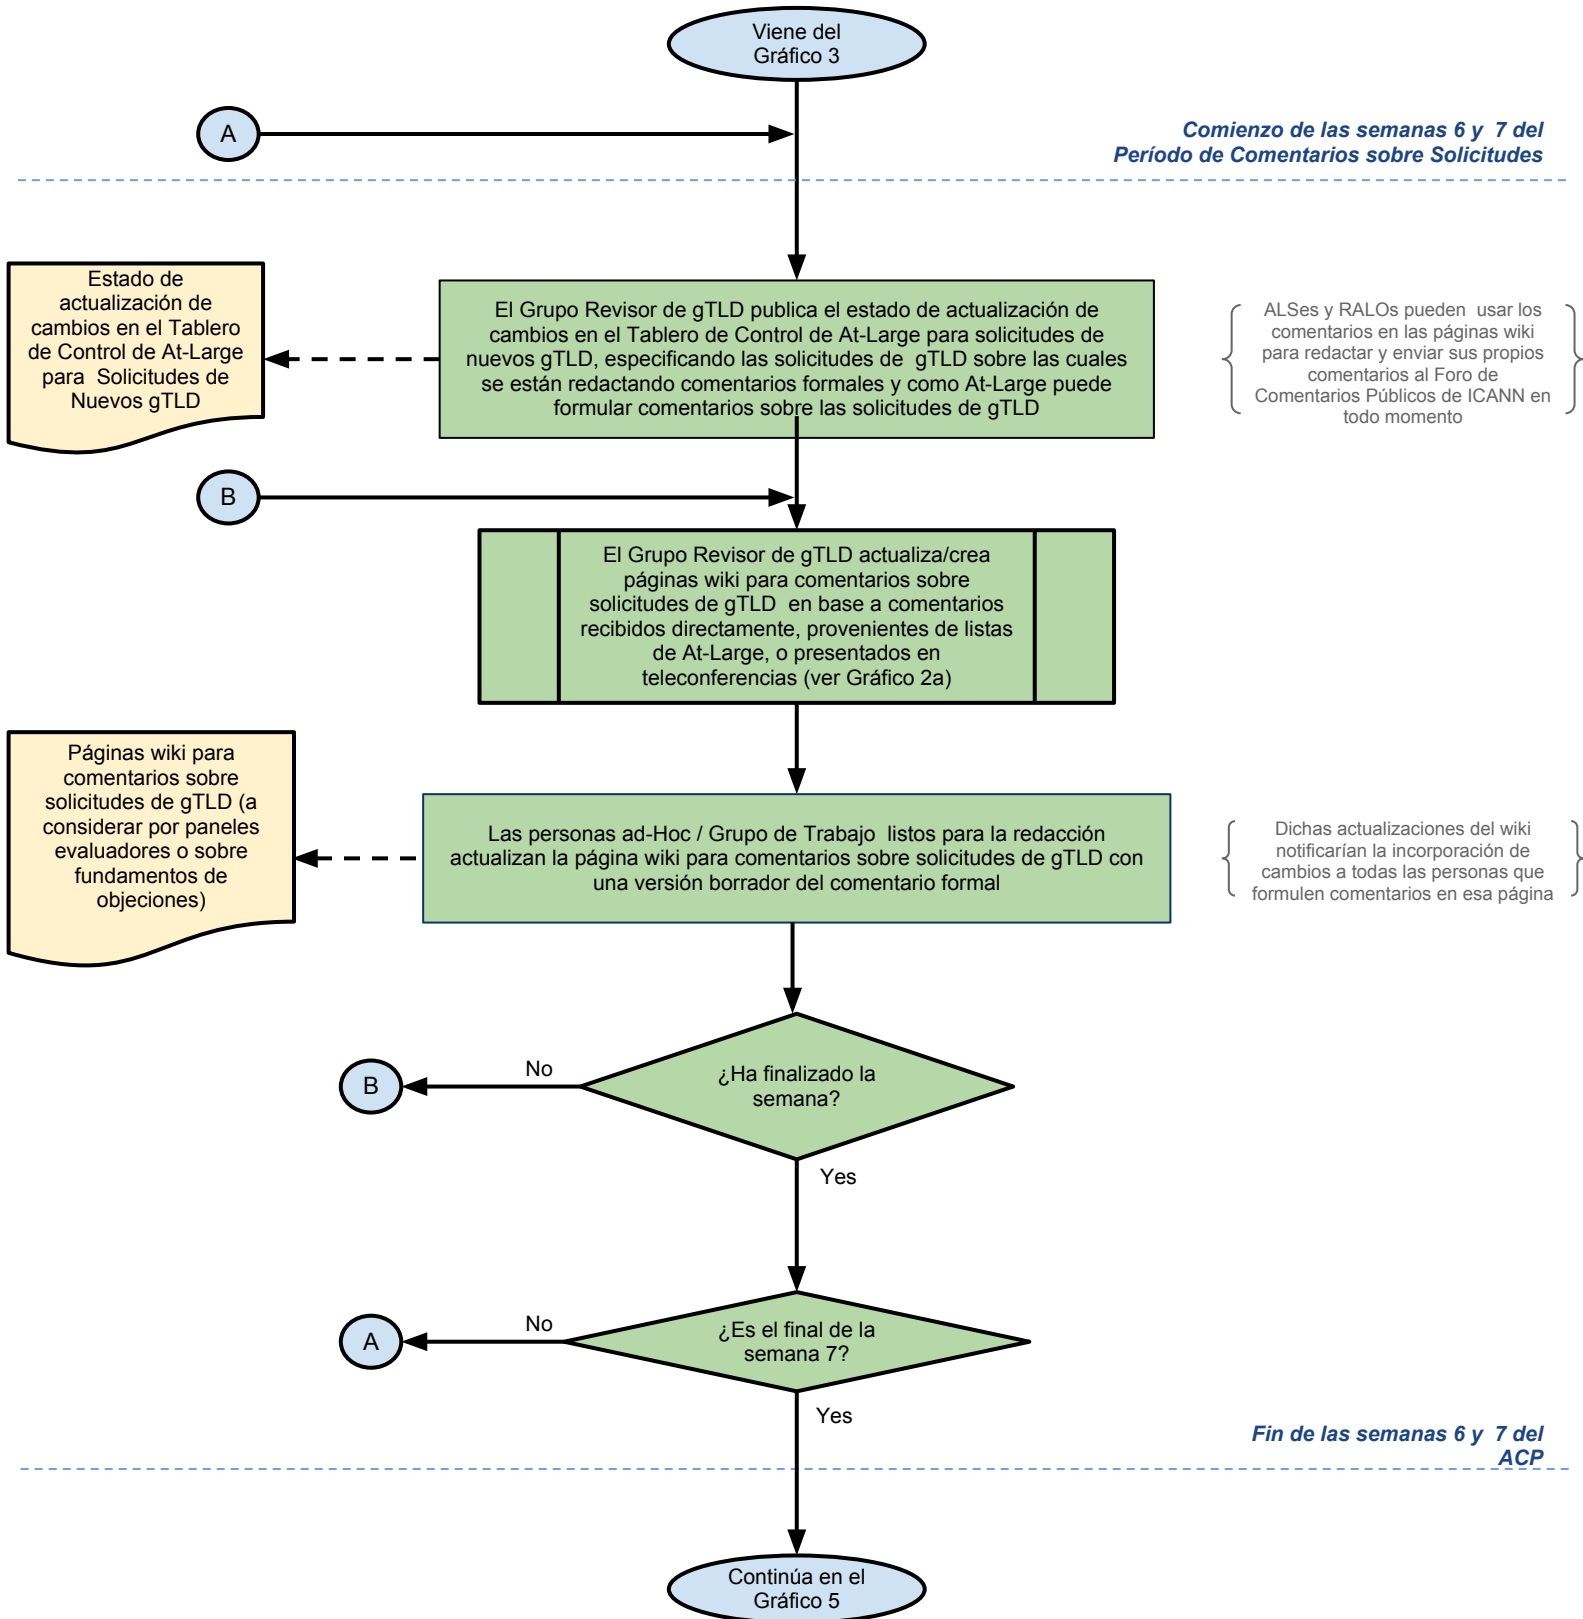 Viene del
Gráfico 3
A
Comienzo de las semanas 6 y 7 del
Período de Comentarios sobre Solicitudes
Estado de
actualización de
cambios en el Tablero
de Control de At-Large
para Solicitudes de
Nuevos gTLD
El Grupo Revisor de gTLD publica el estado de actualización de
cambios en el Tablero de Control de At-Large para solicitudes de
nuevos gTLD, especificando las solicitudes de gTLD sobre las cuales
se están redactando comentarios formales y como At-Large puede
formular comentarios sobre las solicitudes de gTLD
ALSes y RALOs pueden usar los
comentarios en las páginas wiki
para redactar y enviar sus propios
comentarios al Foro de
Comentarios Públicos de ICANN en
todo momento
B
El Grupo Revisor de gTLD actualiza/crea
páginas wiki para comentarios sobre
solicitudes de gTLD en base a comentarios
recibidos directamente, provenientes de listas
de At-Large, o presentados en
teleconferencias (ver Gráfico 2a)
Páginas wiki para
comentarios sobre
solicitudes de gTLD (a
considerar por paneles
evaluadores o sobre
fundamentos de
objeciones)
Las personas ad-Hoc / Grupo de Trabajo listos para la redacción
actualizan la página wiki para comentarios sobre solicitudes de gTLD con
una versión borrador del comentario formal
Dichas actualizaciones del wiki
notificarían la incorporación de
cambios a todas las personas que
formulen comentarios en esa página
¿Ha finalizado la
semana?
No
B
Yes
¿Es el final de la
semana 7?
No
A
Yes
Fin de las semanas 6 y 7 del
ACP
Continúa en el
Gráfico 5